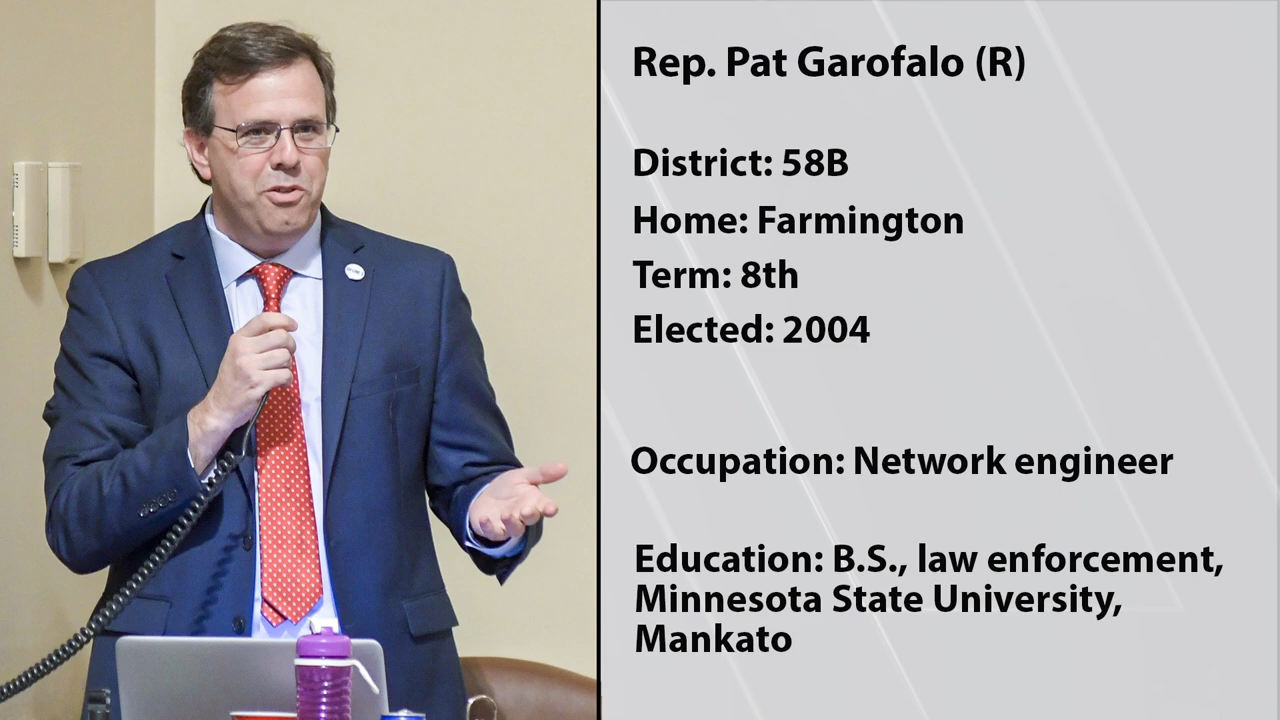 Rep. Pat Garofalo (R)
District: 58B
Home: Farmington
Term: 8th
Elected: 2004
Occupation: Network engineer
Education: B.S., law enforcement,
Minnesota State University,
Mankato